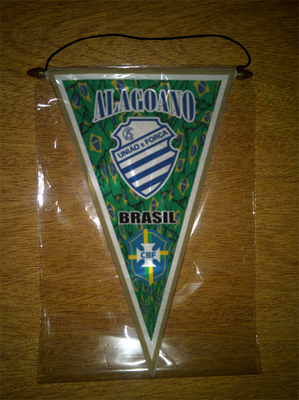 ALAGOANO
CSA
UNIÃO E FORÇA
BRASIL
CBF